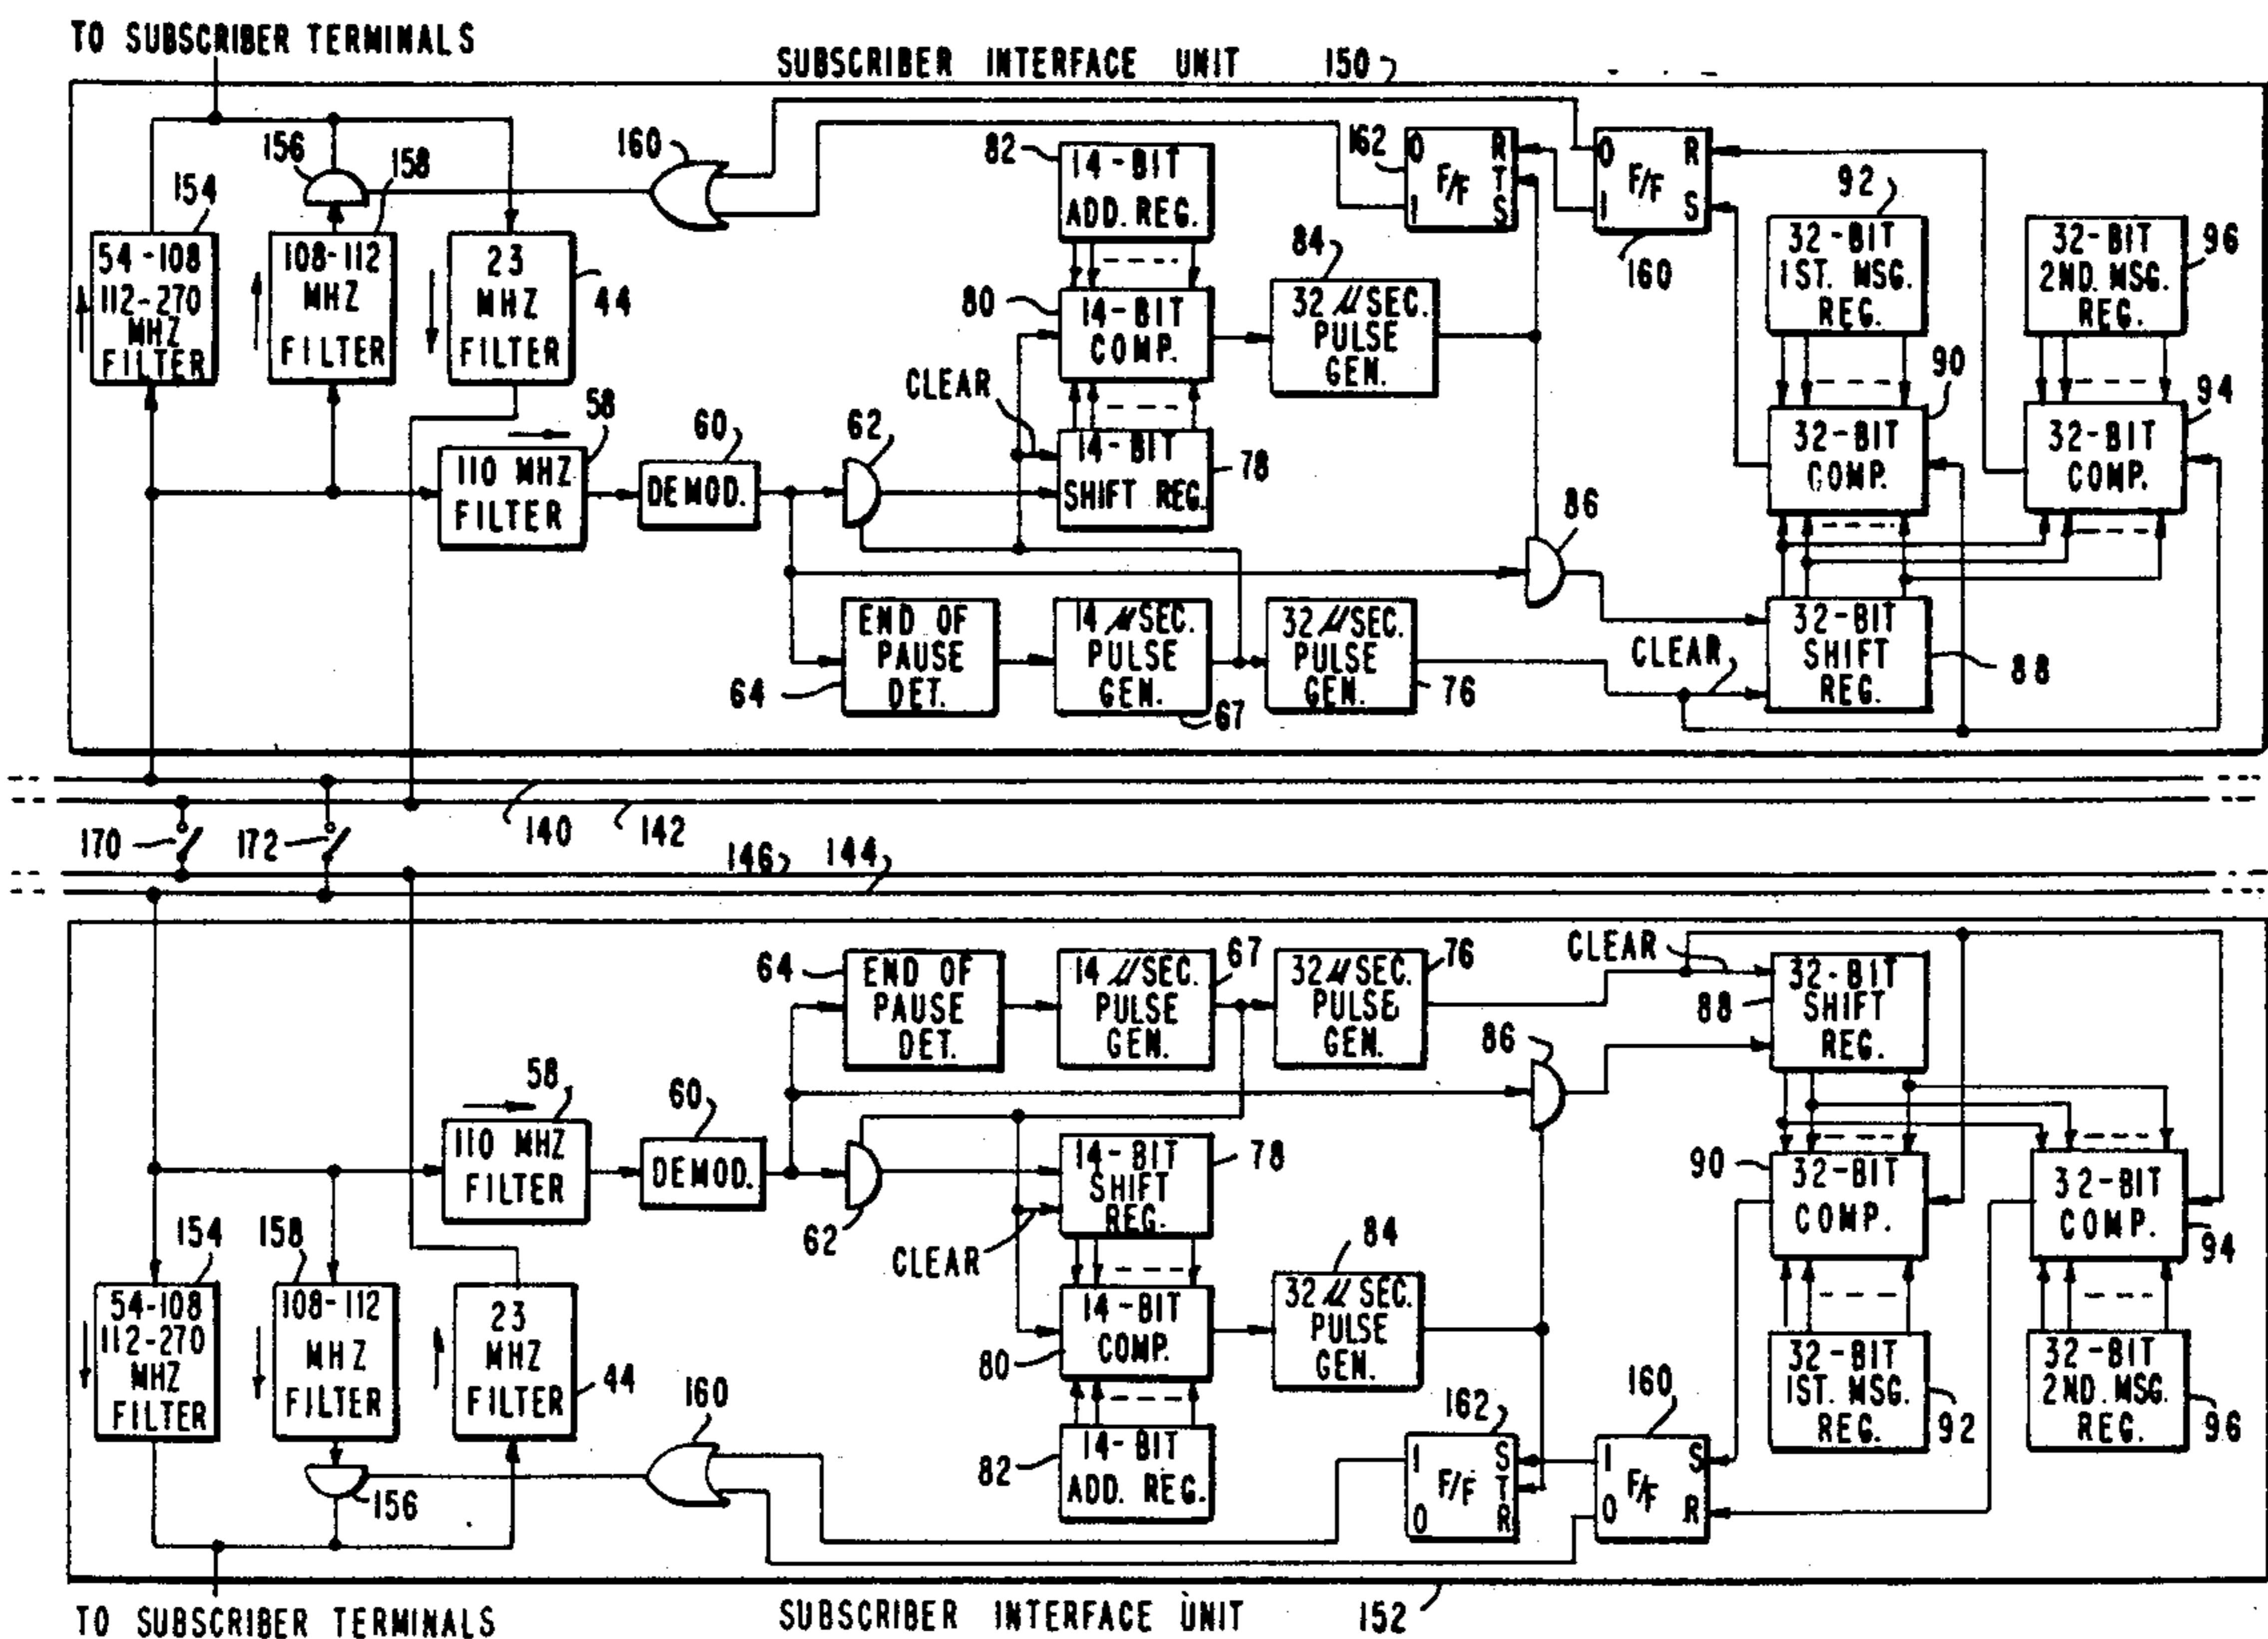 TO SUBSCRIBER TERMINALS
SUBSCRIBER INTERFACE UNIT 150
156
158
160
154
54-108
112-270
MHZ
FILTER
108-112
MHZ
FILTER
23
MHZ
FILTER
44
82
14-BIT
ADD. REG.
80
14-BIT
COMP.
CLEAR
14-BIT
SHIFT REG.
78
84
32 µSEC.
PULSE
GEN.
162
O R
F/F T
I S
O R
F/F
I S
160
92
32-BIT
1ST. MSG.
REG.
32-BIT
2ND. MSG.
REG.
96
90
32-BIT
COMP.
94
32-BIT
COMP.
58
110 MHZ
FILTER
60
DEMOD.
62
86
64
END OF
PAUSE
DET.
14 µSEC.
PULSE
GEN.
67
32 µSEC.
PULSE
GEN.
76
CLEAR
32-BIT
SHIFT
REG.
88
170
172
140
142
146
144
64
END OF
PAUSE
DET.
14 µSEC.
PULSE
GEN.
67
32 µSEC.
PULSE
GEN.
76
CLEAR
88
32-BIT
SHIFT
REG.
86
58
110 MHZ
FILTER
60
DEMOD.
62
14-BIT
SHIFT
REG.
78
CLEAR
90
32-BIT
COMP.
32-BIT
COMP.
94
154
54-108
112-270
MHZ
FILTER
158
108-112
MHZ
FILTER
23
MHZ
FILTER
44
80
14-BIT
COMP.
84
32 µSEC.
PULSE
GEN.
32-BIT
1ST. MSG.
REG.
92
32-BIT
2ND. MSG.
REG.
96
156
160
82
14-BIT
ADD. REG.
162
I S
F/F T
O R
160
I S
F/F
O R
TO SUBSCRIBER TERMINALS
SUBSCRIBER INTERFACE UNIT 152